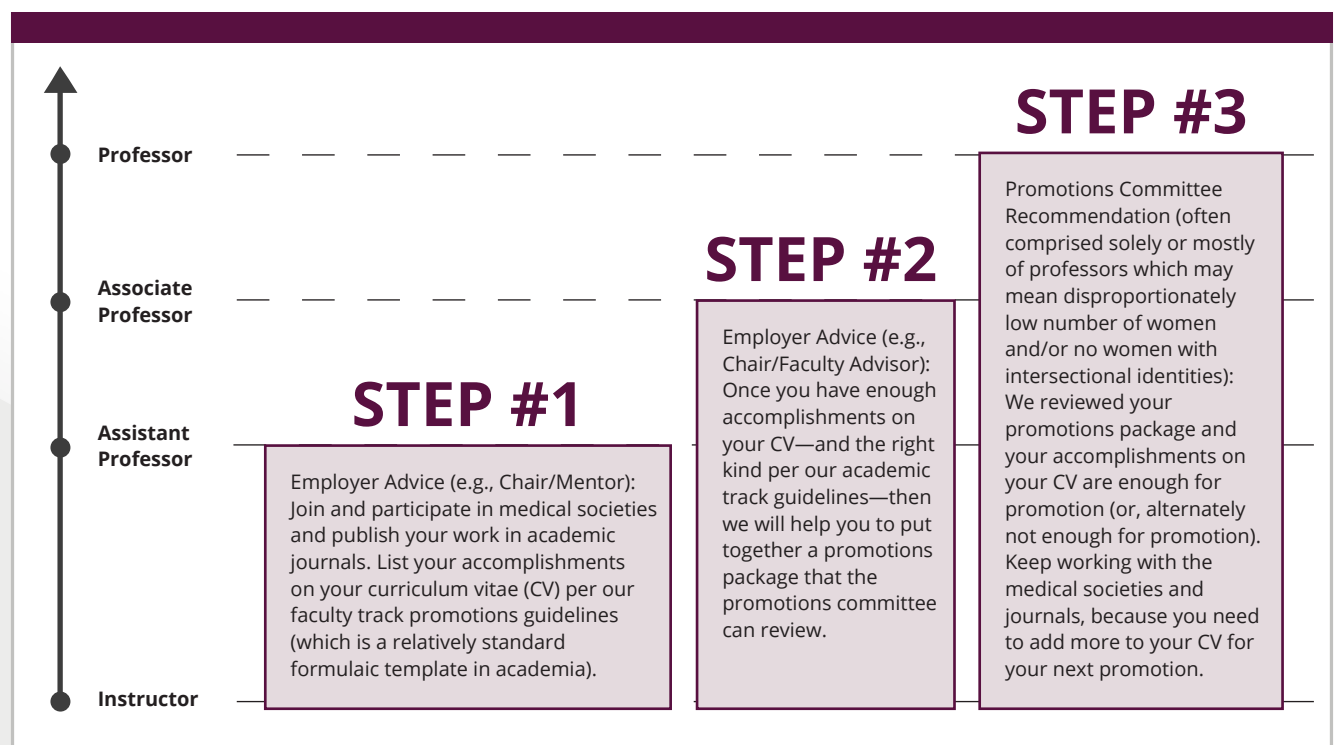 Professor
Associate
Professor
Assistant
Professor
Instructor
STEP #1
Employer Advice (e.g., Chair/Mentor):
Join and participate in medical societies
and publish your work in academic
journals. List your accomplishments
on your curriculum vitae (CV) per our
faculty track promotions guidelines
(which is a relatively standard
formulaic template in academia).
STEP #2
Employer Advice (e.g.,
Chair/Faculty Advisor):
Once you have enough
accomplishments on
your CV—and the right
kind per our academic
track guidelines—then
we will help you to put
together a promotions
package that the
promotions committee
can review.
STEP #3
Promotions Committee
Recommendation (often
comprised solely or mostly
of professors which may
mean disproportionately
low number of women
and/or no women with
intersectional identities):
We reviewed your
promotions package and
your accomplishments on
your CV are enough for
promotion (or, alternately
not enough for promotion).
Keep working with the
medical societies and
journals, because you need
to add more to your CV for
your next promotion.